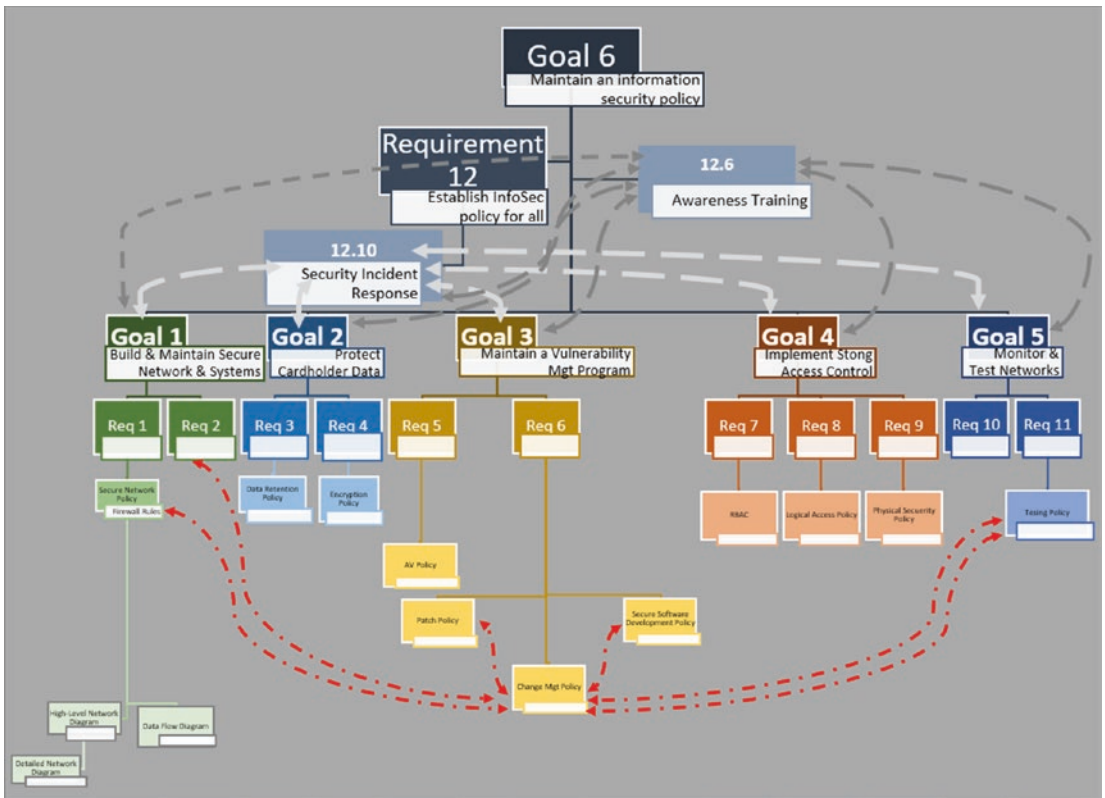 Goal 6
Maintain an information
security policy
Requirement
12
Establish InfoSec
policy for all
12.6
Awareness Training
12.10
Security Incident
Response
Goal 1
Build & Maintain Secure
Network & Systems
Goal 2
Protect
Cardholder Data
Goal 3
Maintain a Vulnerability
Mgt Program
Goal 4
Implement Stong
Access Control
Goal 5
Monitor &
Test Networks
Req 1
Req 2
Req 3
Req 4
Req 5
Req 6
Req 7
Req 8
Req 9
Req 10
Req 11
Secure Network
Policy
Firewall Rules
Data Retention
Policy
Encryption
Policy
RBAC
Logical Access Policy
Physical Secuerity
Policy
Tesing Policy
AV Policy
Patch Policy
Secure Software
Development Policy
Change Mgt Policy
High-Level Network
Diagram
Data Flow Diagram
Detailed Network
Diagram